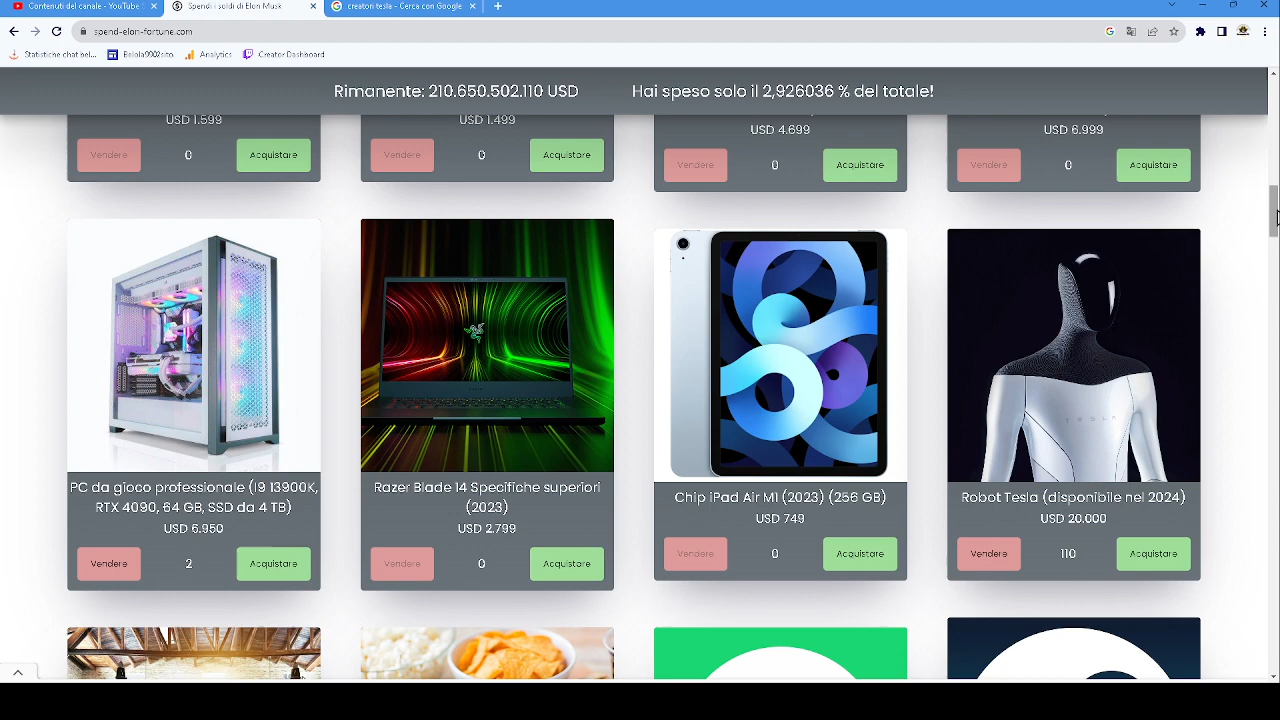 Contenuti del canale - YouTube S
Spendi i soldi di Elon Musk
creatori tesla - Cerca con Google
spend-elon-fortune.com
Statistiche chat bel...
Belola9902sito
Analytics
Creator Dashboard
Rimanente: 210.650.502.110 USD
Hai speso solo il 2,926036 % del totale!
USD 1.599
USD 1.499
USD 4.699
USD 6.999
Vendere 0 Acquistare
Vendere 0 Acquistare
Vendere 0 Acquistare
Vendere 0 Acquistare
TESLA
PC da gioco professionale (I9 13900K,
RTX 4090, 64 GB, SSD da 4 TB)
USD 6.950
Vendere 2 Acquistare
Razer Blade 14 Specifiche superiori
(2023)
USD 2.799
Vendere 0 Acquistare
Chip iPad Air M1 (2023) (256 GB)
USD 749
Vendere 0 Acquistare
Robot Tesla (disponibile nel 2024)
USD 20.000
Vendere 110 Acquistare